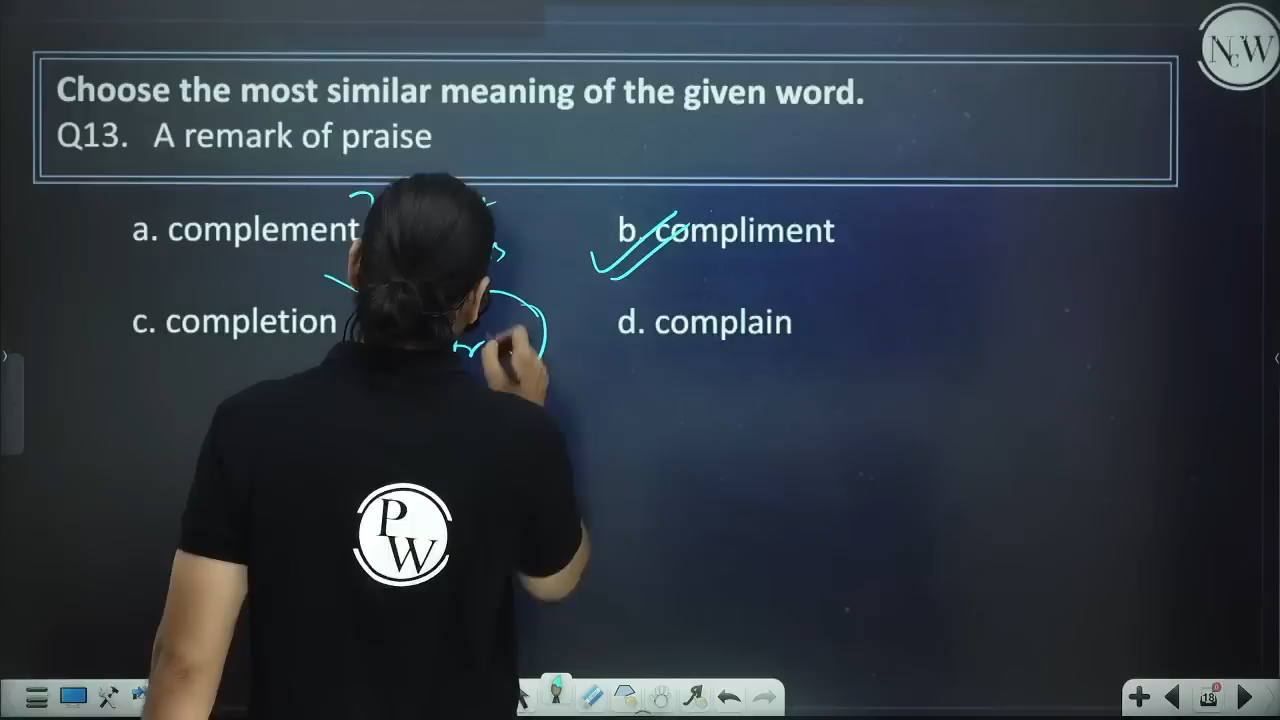 NcW
Choose the most similar meaning of the given word.
Q13. A remark of praise
a. complement
b. compliment
c. completion
d. complain
PW
18